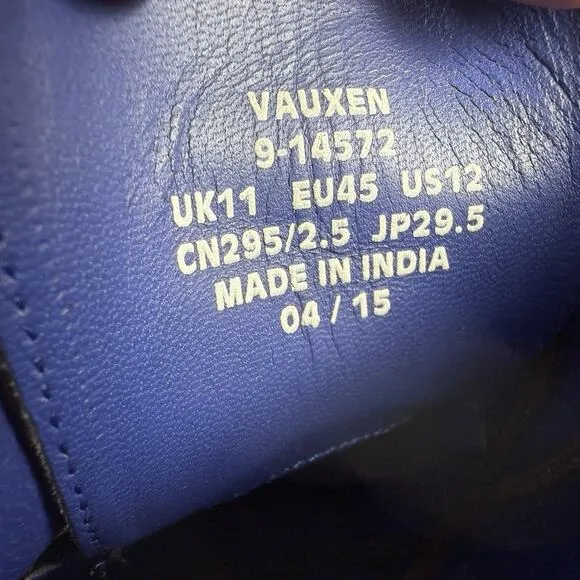 VAUXEN
9-14572
UK11 EU45 US12
CN295/2.5 JP29.5
MADE IN INDIA
04 / 15